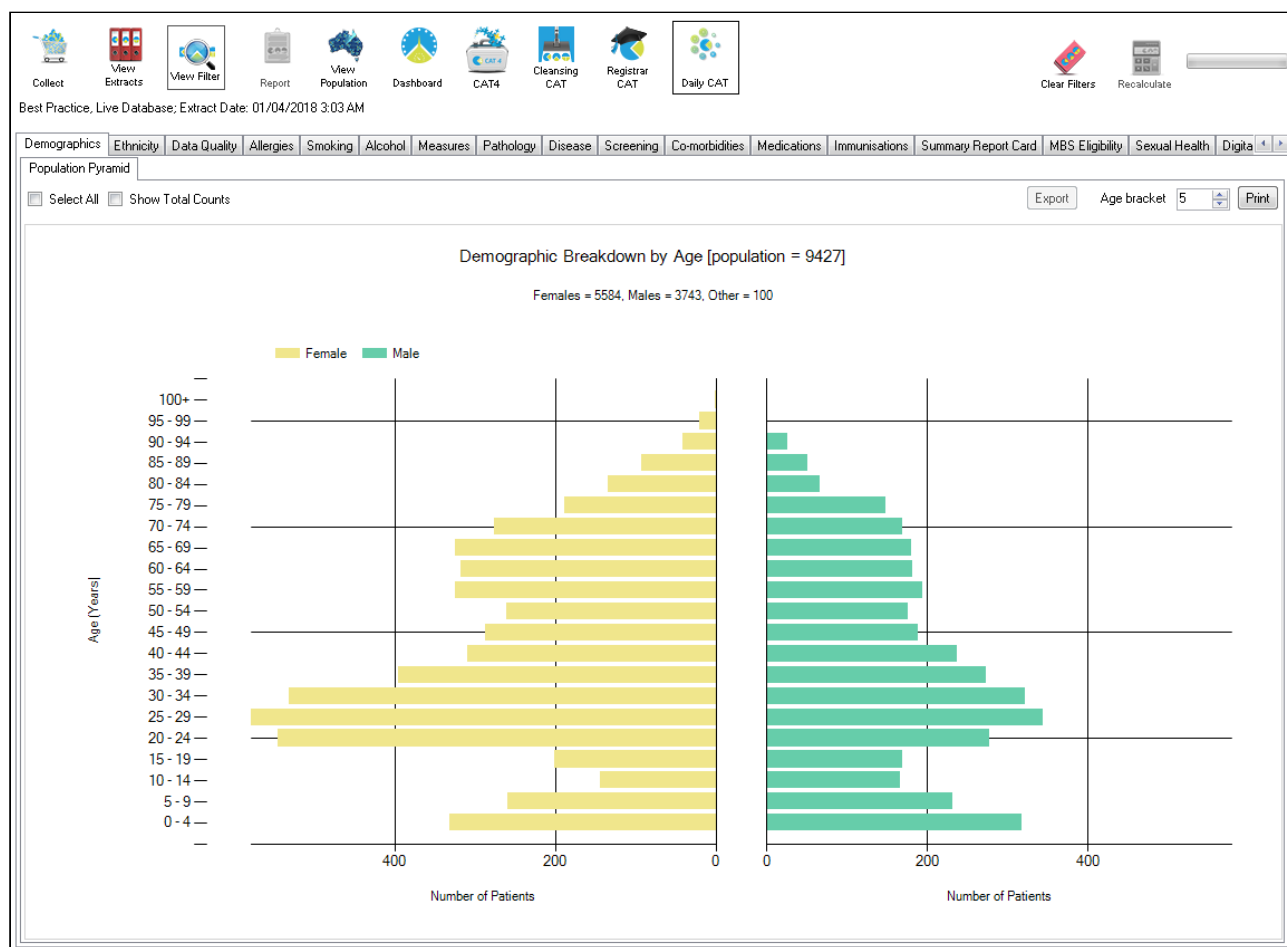 Collect
View Extracts
View Filter
Report
View Population
Dashboard
CAT 4
CAT4
Cleansing CAT
Registrar CAT
Daily CAT
Clear Filters
Recalculate
Best Practice, Live Database; Extract Date: 01/04/2018 3:03 AM
Demographics Ethnicity Data Quality Allergies Smoking Alcohol Measures Pathology Disease Screening Co-morbidities Medications Immunisations Summary Report Card MBS Eligibility Sexual Health Digita
Population Pyramid
Select All Show Total Counts Export Age bracket 5 Print
Demographic Breakdown by Age [population = 9427]
Females = 5584, Males = 3743, Other = 100
Female Male
100+
95 - 99
90 - 94
85 - 89
80 - 84
75 - 79
70 - 74
65 - 69
60 - 64
55 - 59
50 - 54
45 - 49
40 - 44
35 - 39
30 - 34
25 - 29
20 - 24
15 - 19
10 - 14
5 - 9
0 - 4
Age (Years)
400 200 0 0 200 400
Number of Patients Number of Patients